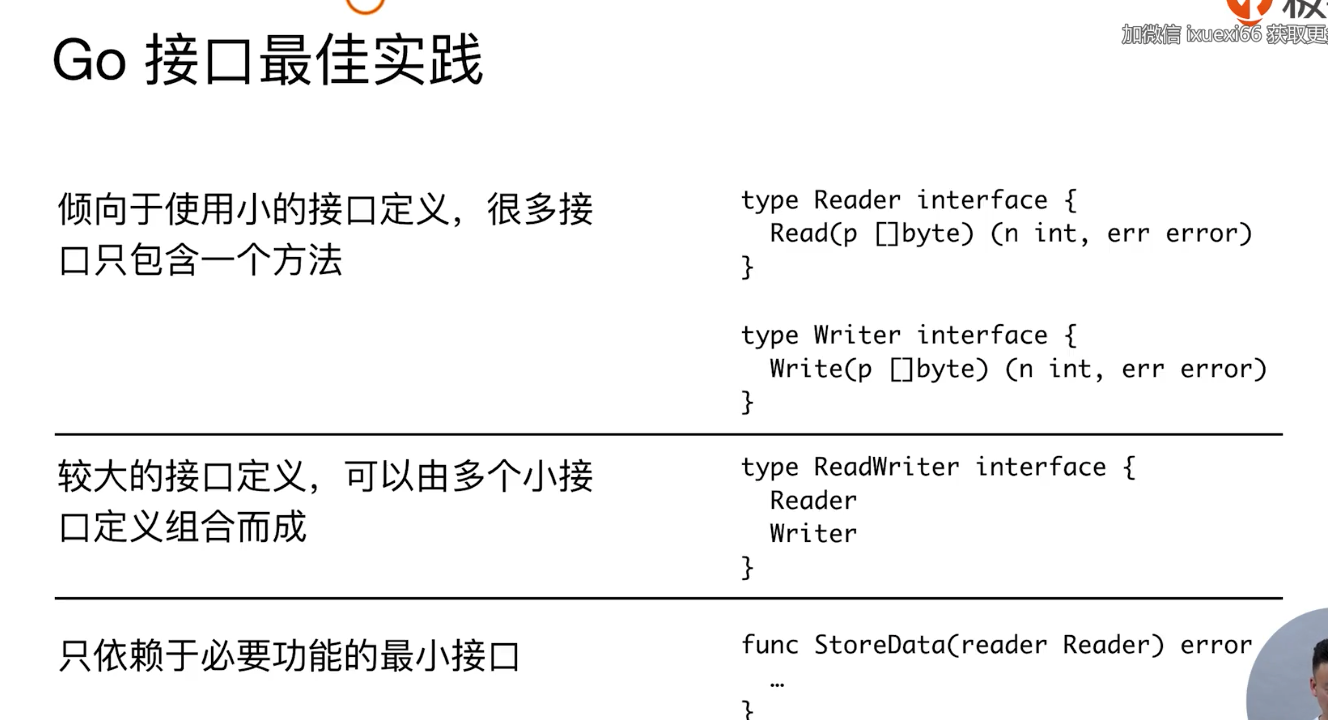 加微信 ixuexi66 获取更
Go 接口最佳实践
倾向于使用小的接口定义，很多接
口只包含一个方法
type Reader interface {
  Read(p []byte) (n int, err error)
}
type Writer interface {
  Write(p []byte) (n int, err error)
}
较大的接口定义，可以由多个小接
口定义组合而成
type ReadWriter interface {
  Reader
  Writer
}
只依赖于必要功能的最小接口
func StoreData(reader Reader) error
  …
}